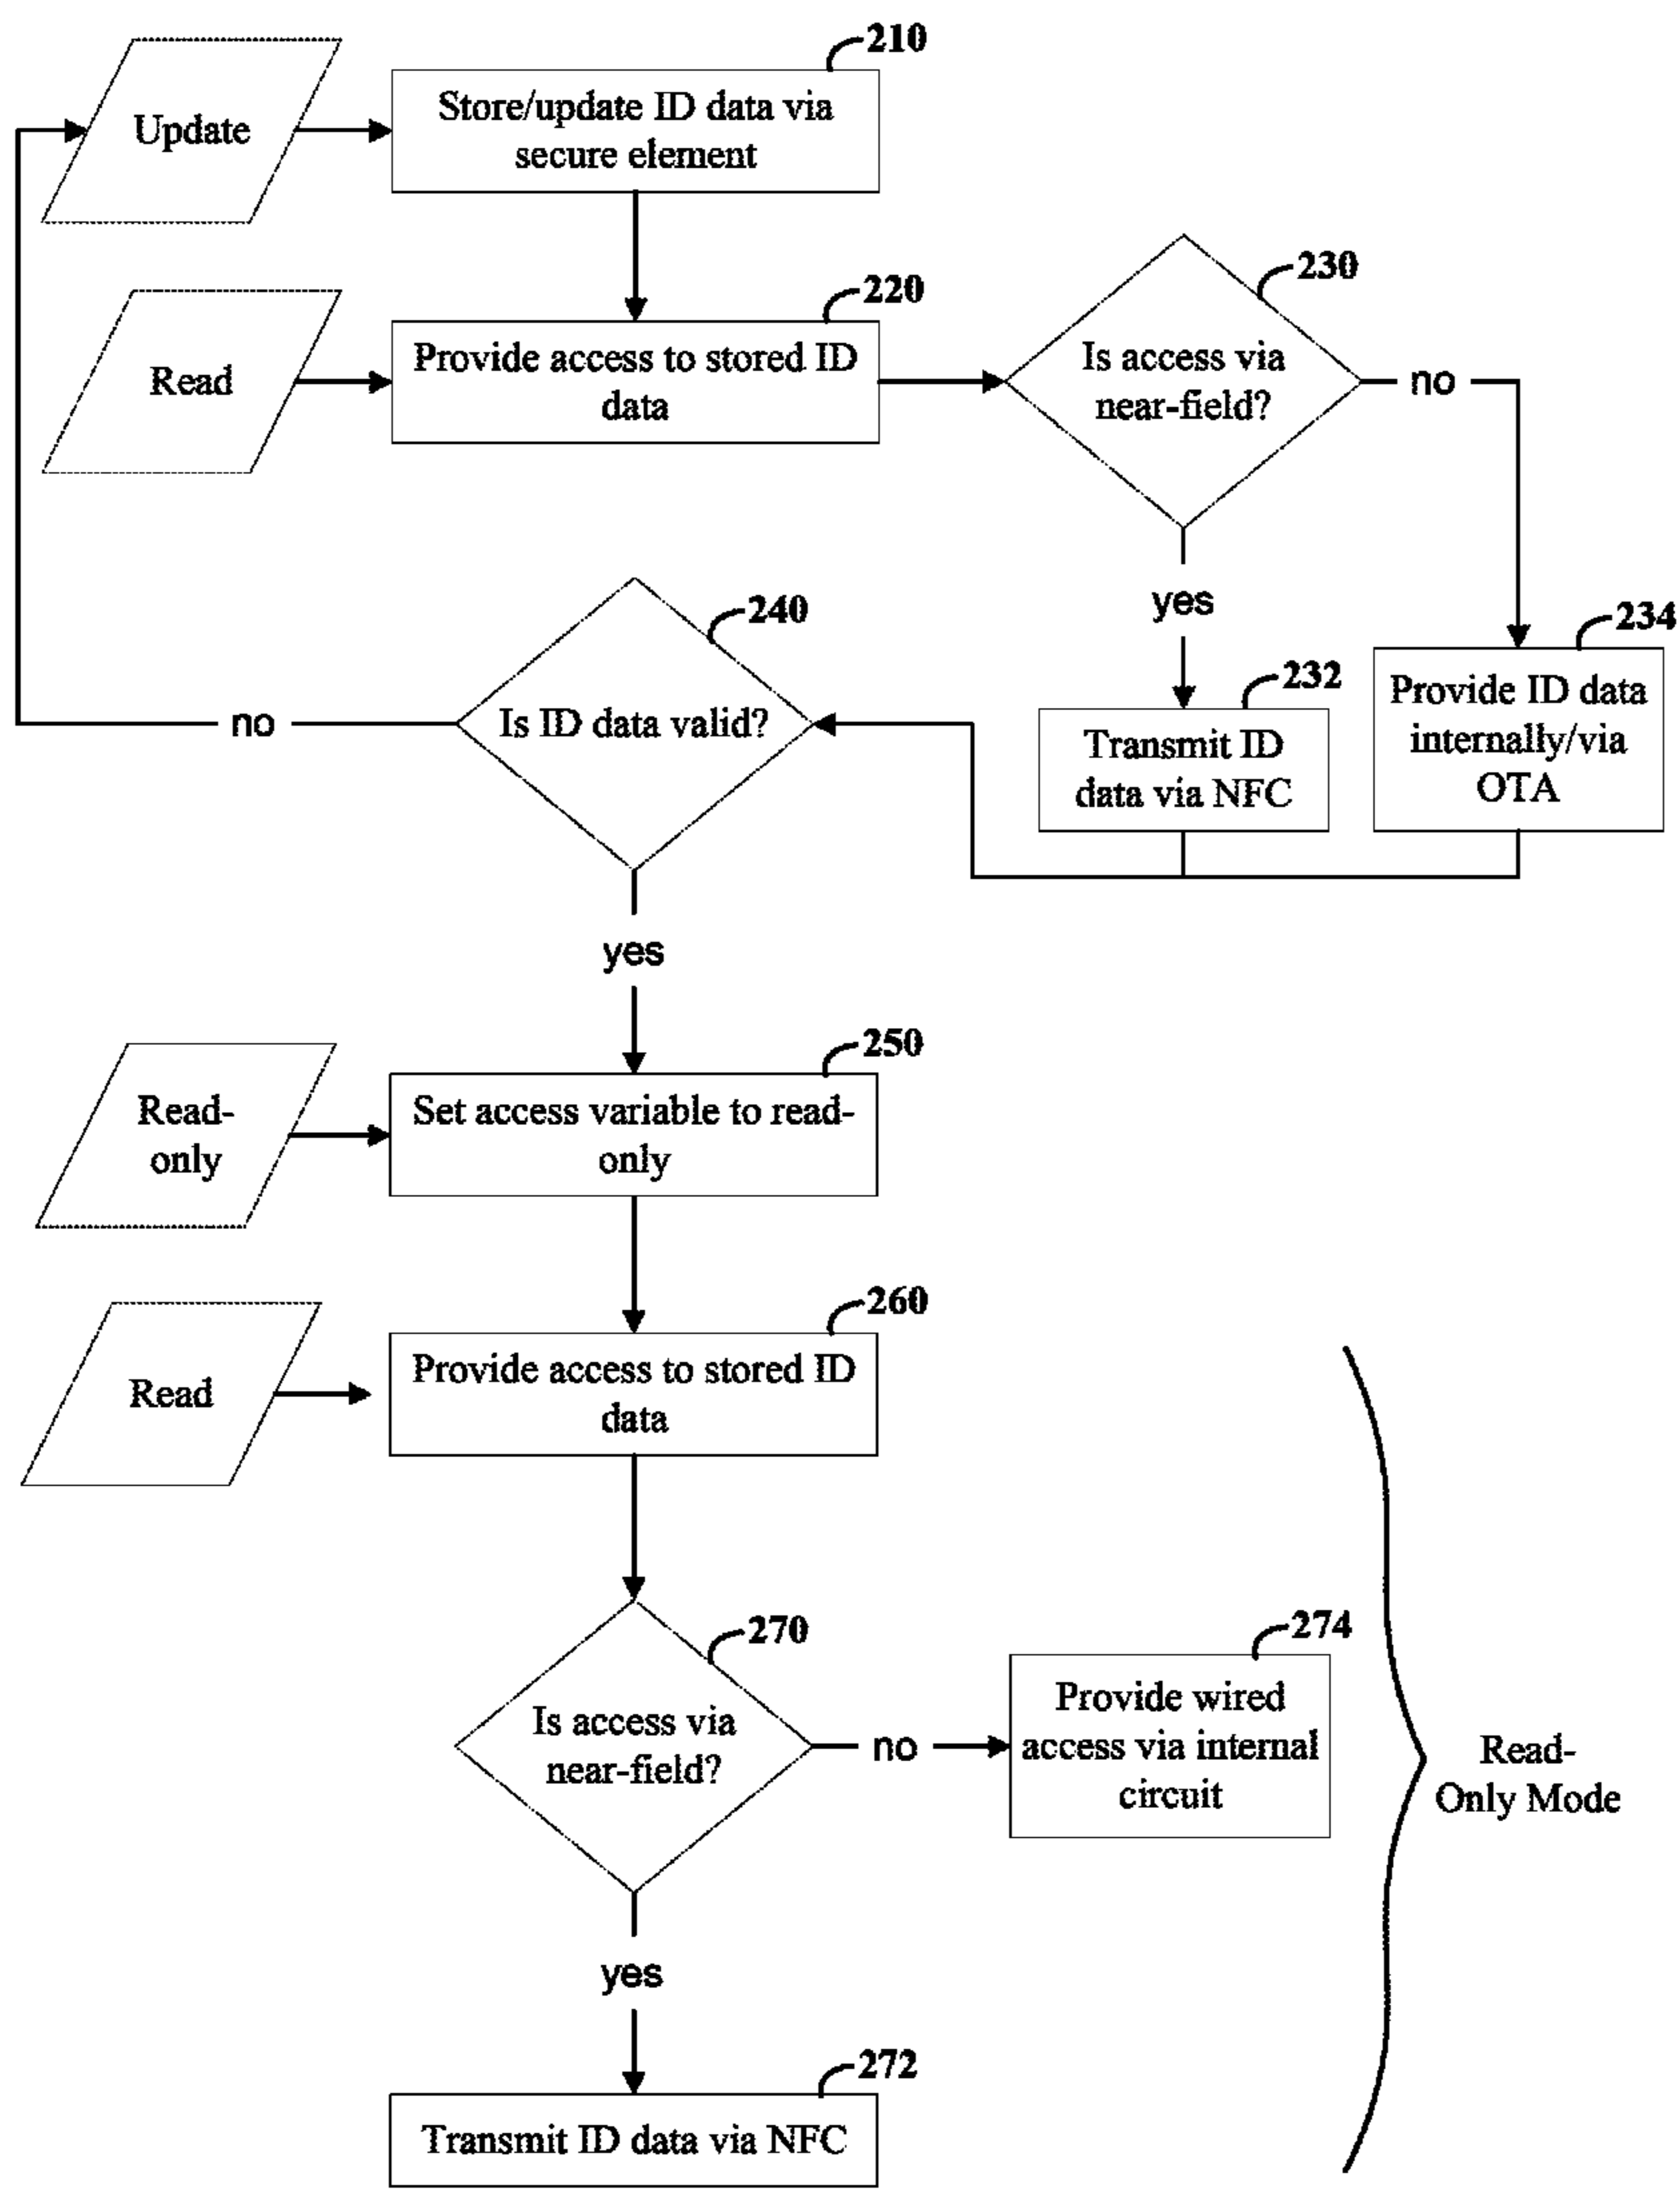 210
Update
Store/update ID data via
secure element
220
230
Read
Provide access to stored ID
data
Is access via
near-field?
no
yes
240
232
234
no
Is ID data valid?
Transmit ID
data via NFC
Provide ID data
internally/via
OTA
yes
250
Read-
only
Set access variable to read-
only
260
Read
Provide access to stored ID
data
270
274
Is access via
near-field?
no
Provide wired
access via internal
circuit
Read-
Only Mode
yes
272
Transmit ID data via NFC